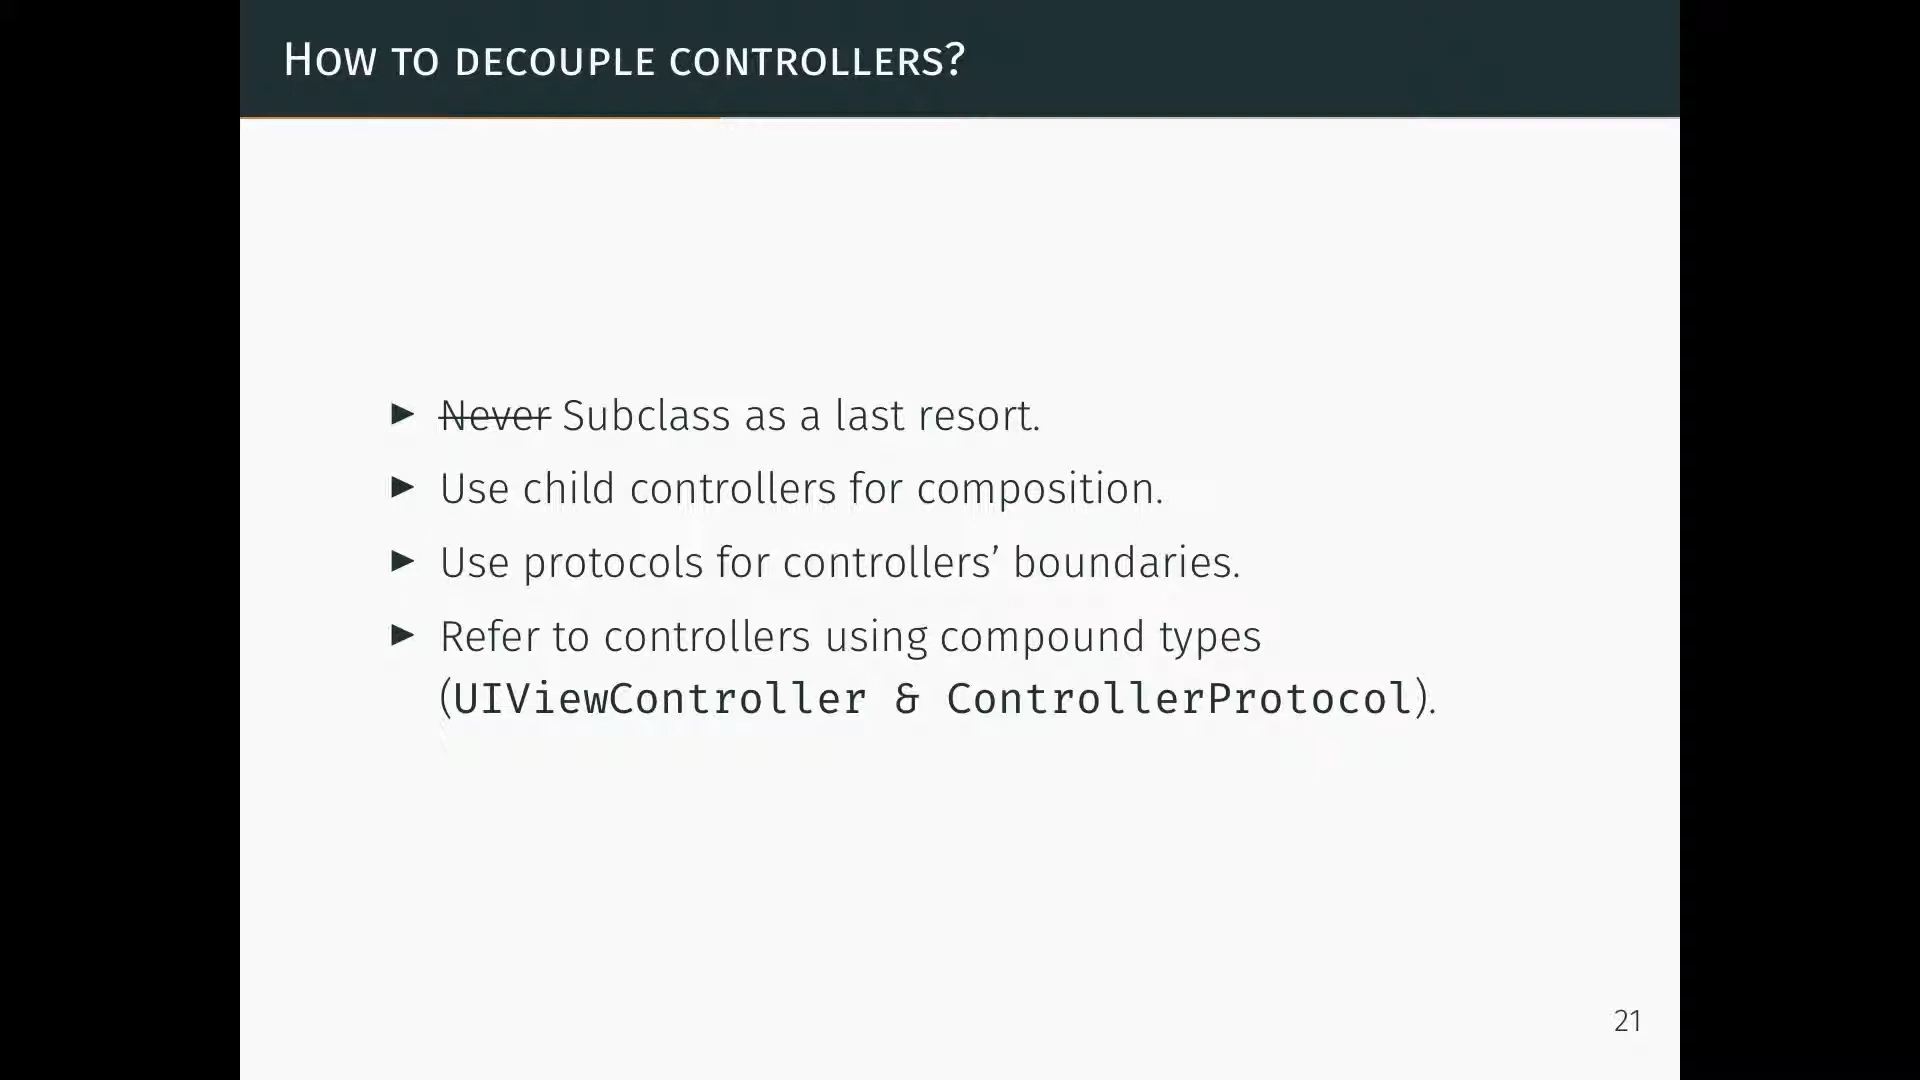 How to decouple controllers?
▶ Never Subclass as a last resort.
▶ Use child controllers for composition.
▶ Use protocols for controllers’ boundaries.
▶ Refer to controllers using compound types
(UIViewController & ControllerProtocol).
21